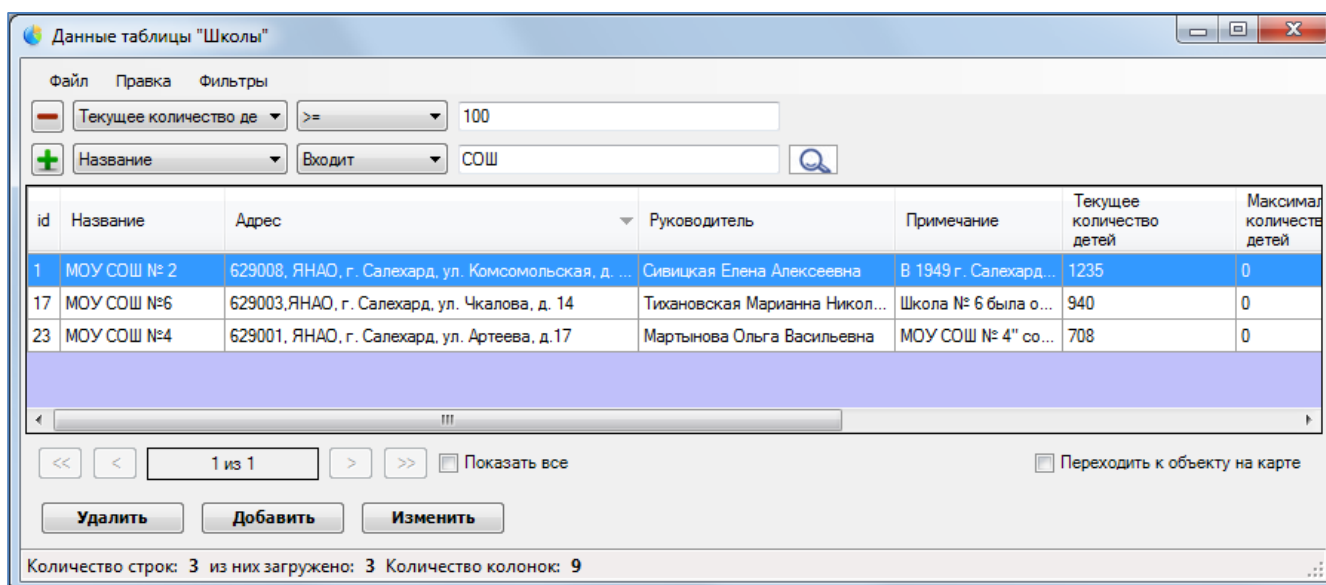 Данные таблицы "Школы"
Файл Правка Фильтры
Текущее количество де >= 100
Название Входит СОШ
id Название Адрес Руководитель Примечание Текущее количество детей Максимал количеств детей
1 МОУ СОШ № 2 629008, ЯНАО, г. Салехард, ул. Комсомольская, д. ... Сивицкая Елена Алексеевна В 1949 г. Салехард... 1235 0
17 МОУ СОШ №6 629003,ЯНАО, г. Салехард, ул. Чкалова, д. 14 Тихановская Марианна Никол... Школа № 6 была о... 940 0
23 МОУ СОШ №4 629001, ЯНАО, г. Салехард, ул. Артеева, д.17 Мартынова Ольга Васильевна МОУ СОШ № 4" со... 708 0
<< < 1 из 1 > >> Показать все Переходить к объекту на карте
Удалить Добавить Изменить
Количество строк: 3 из них загружено: 3 Количество колонок: 9